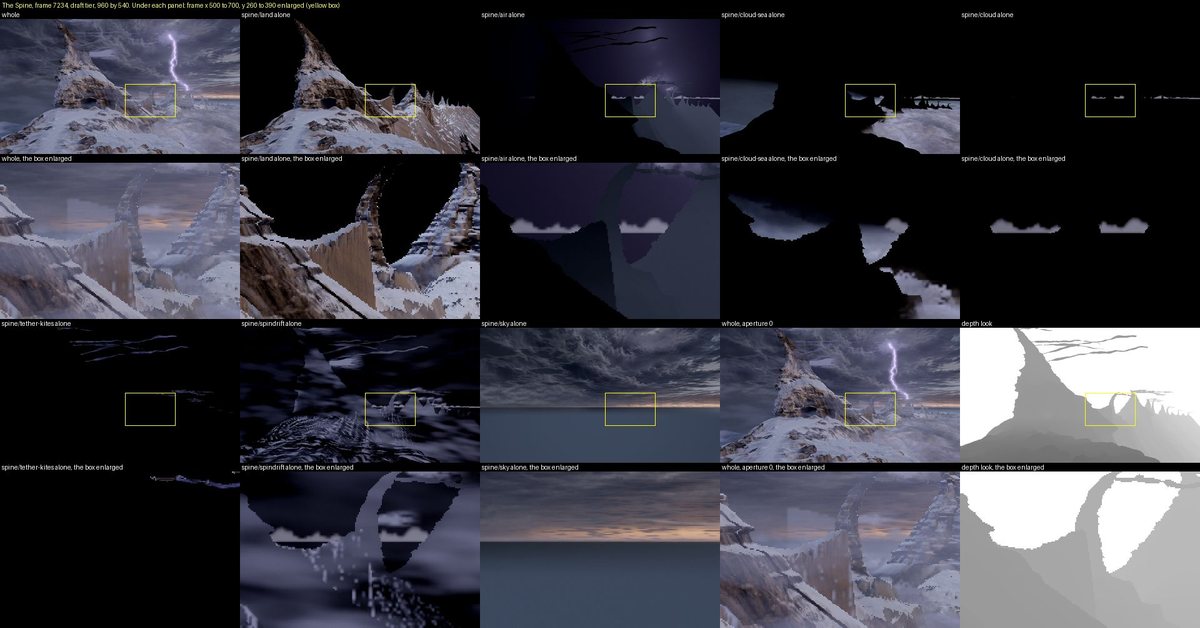 The Spine, frame 7234, draft tier, 960 by 540. Under each panel: frame x 500 to 700, y 260 to 390 enlarged (yellow box)
whole
spine/land alone
spine/air alone
spine/cloud-sea alone
spine/cloud alone
whole, the box enlarged
spine/land alone, the box enlarged
spine/air alone, the box enlarged
spine/cloud-sea alone, the box enlarged
spine/cloud alone, the box enlarged
spine/tether-kites alone
spine/spindrift alone
spine/sky alone
whole, aperture 0
depth look
spine/tether-kites alone, the box enlarged
spine/spindrift alone, the box enlarged
spine/sky alone, the box enlarged
whole, aperture 0, the box enlarged
depth look, the box enlarged